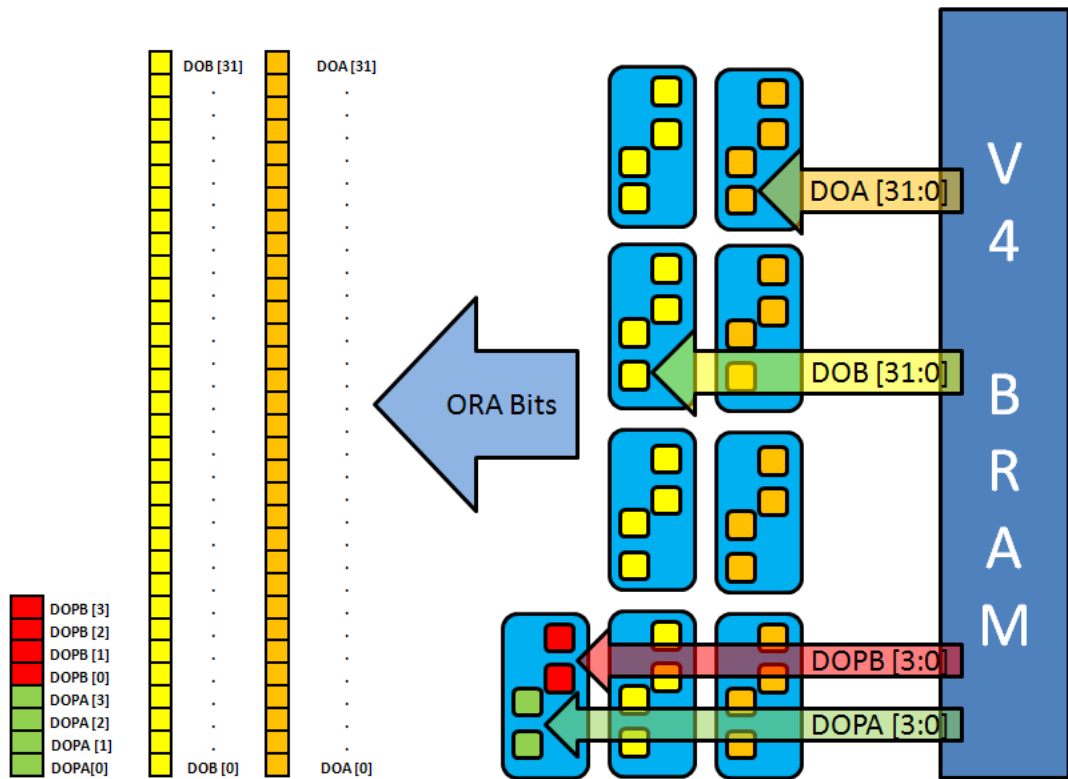 DOB [31]
DOA [31]
V4 BRAM
DOA [31:0]
DOB [31:0]
ORA Bits
DOPB [3]
DOPB [2]
DOPB [1]
DOPB [0]
DOPA [3]
DOPA [2]
DOPA [1]
DOPA[0]
DOPB [3:0]
DOPA [3:0]
DOB [0]
DOA [0]